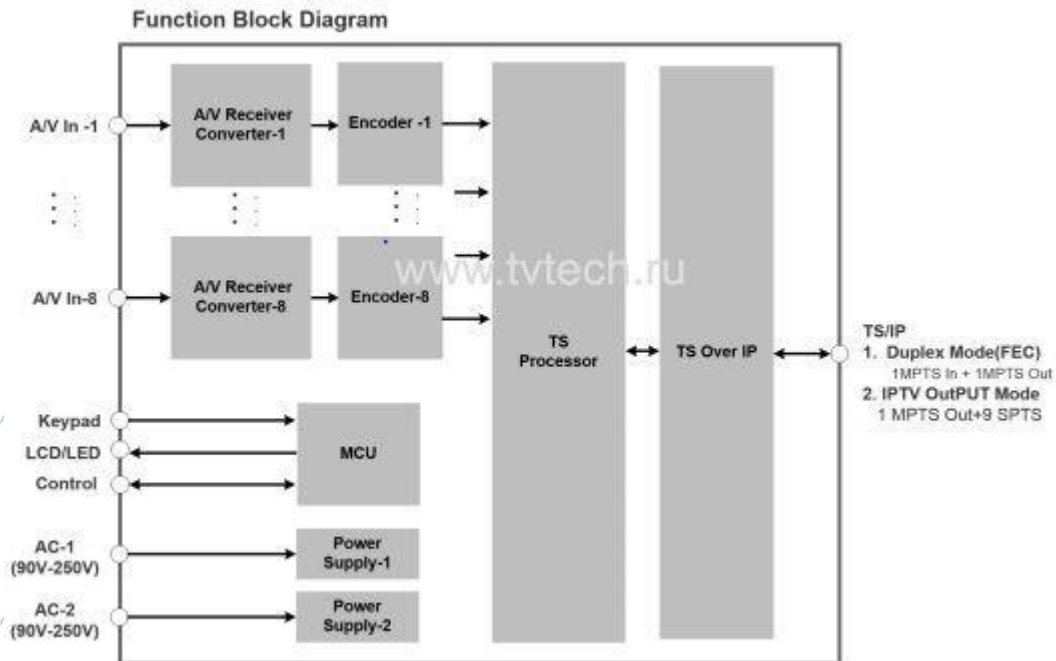 Function Block Diagram
A/V In -1
A/V Receiver
Converter-1
Encoder -1
A/V In-8
A/V Receiver
Converter-8
Encoder-8
www.tvtech.ru
TS
Processor
TS Over IP
TS/IP
1. Duplex Mode(FEC)
1MPTS In + 1MPTS Out
2. IPTV OutPUT Mode
1 MPTS Out+9 SPTS
Keypad
LCD/LED
Control
MCU
AC-1
(90V-250V)
Power
Supply-1
AC-2
(90V-250V)
Power
Supply-2